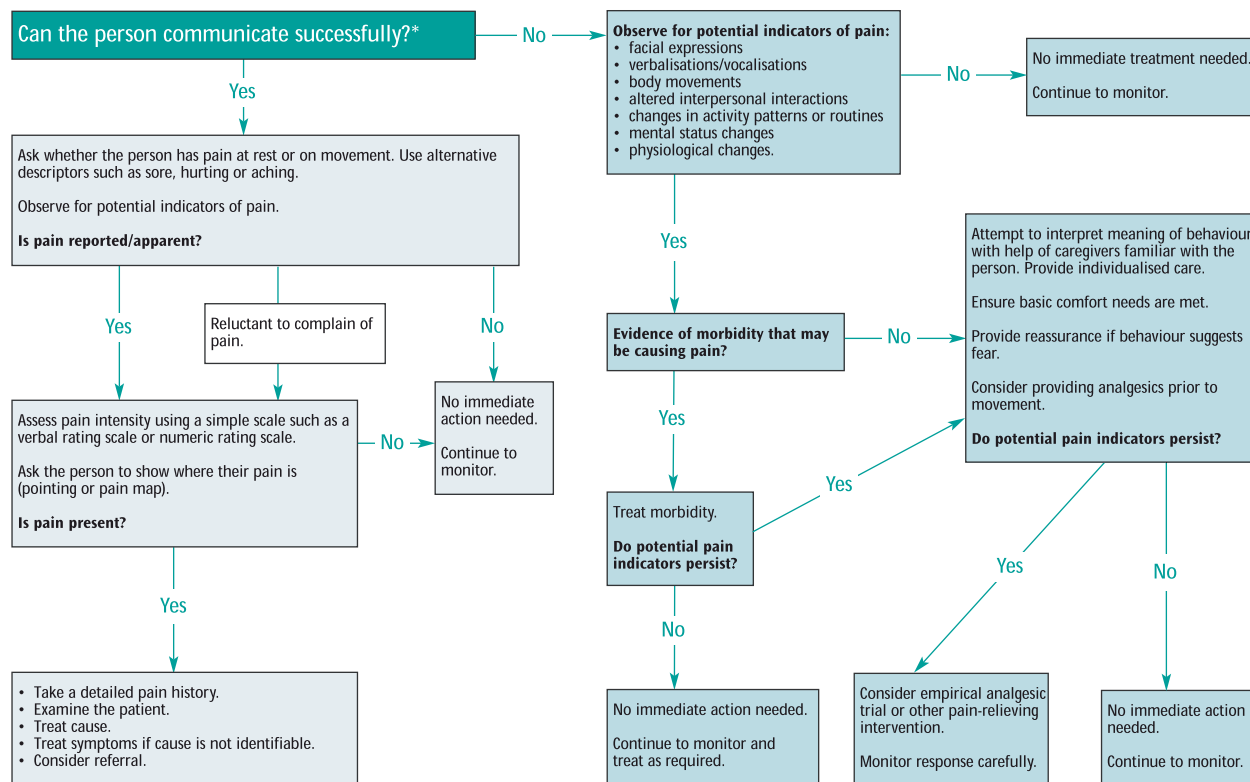 Can the person communicate successfully?*
No
Observe for potential indicators of pain:
• facial expressions
• verbalisations/vocalisations
• body movements
• altered interpersonal interactions
• changes in activity patterns or routines
• mental status changes
• physiological changes.
No
No immediate treatment needed.
Continue to monitor.
Yes
Ask whether the person has pain at rest or on movement. Use alternative
descriptors such as sore, hurting or aching.
Observe for potential indicators of pain.
Is pain reported/apparent?
Yes
Reluctant to complain of
pain.
No
Assess pain intensity using a simple scale such as a
verbal rating scale or numeric rating scale.
Ask the person to show where their pain is
(pointing or pain map).
Is pain present?
No
No immediate
action needed.
Continue to
monitor.
Yes
• Take a detailed pain history.
• Examine the patient.
• Treat cause.
• Treat symptoms if cause is not identifiable.
• Consider referral.
Yes
Evidence of morbidity that may
be causing pain?
No
Attempt to interpret meaning of behaviour
with help of caregivers familiar with the
person. Provide individualised care.
Ensure basic comfort needs are met.
Provide reassurance if behaviour suggests
fear.
Consider providing analgesics prior to
movement.
Do potential pain indicators persist?
Yes
Treat morbidity.
Do potential pain
indicators persist?
Yes
No
No immediate action needed.
Continue to monitor and
treat as required.
Yes
Consider empirical analgesic
trial or other pain-relieving
intervention.
Monitor response carefully.
No
No immediate action
needed.
Continue to monitor.